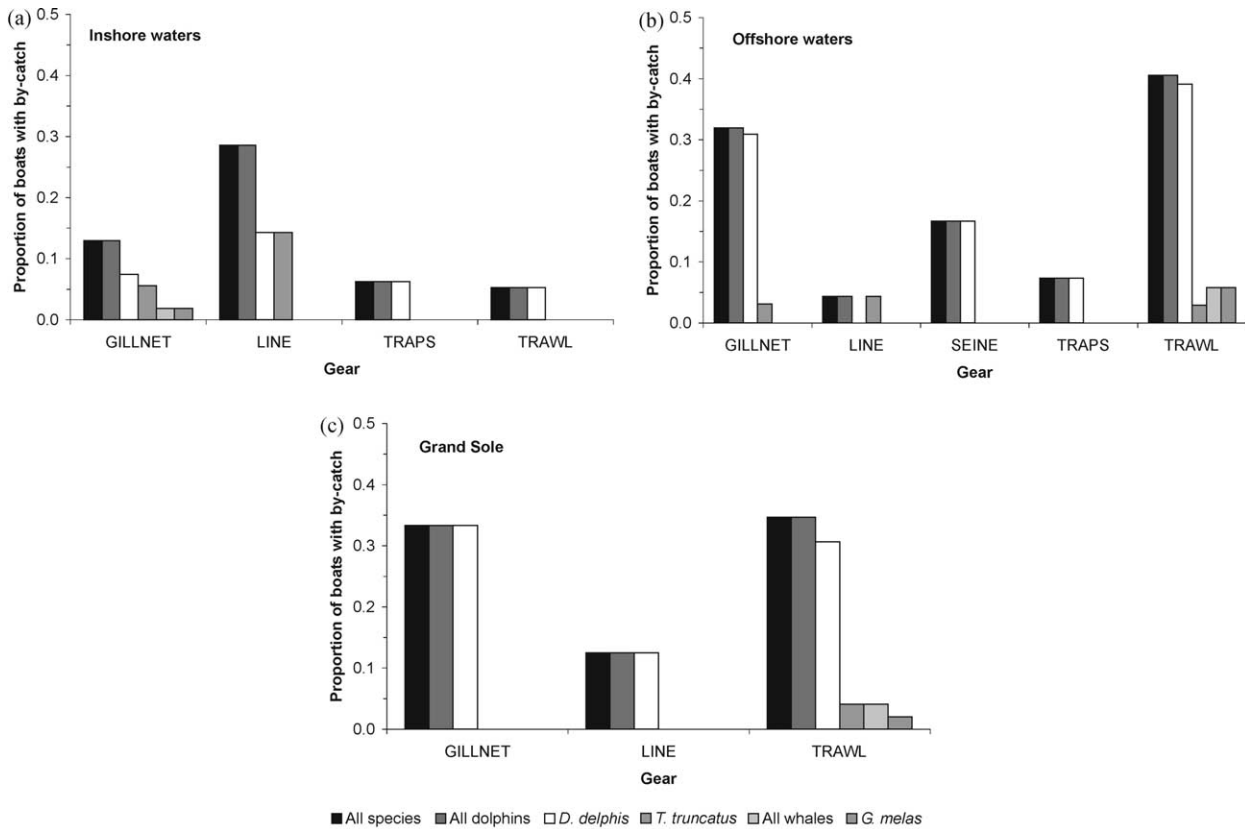 (a)
Inshore waters
Proportion of boats with by-catch
0.5
0.4
0.3
0.2
0.1
0.0
GILLNET LINE TRAPS TRAWL
Gear
(b)
Offshore waters
Proportion of boats with by-catch
0.5
0.4
0.3
0.2
0.1
0.0
GILLNET LINE SEINE TRAPS TRAWL
Gear
(c)
Grand Sole
Proportion of boats with by-catch
0.5
0.4
0.3
0.2
0.1
0.0
GILLNET LINE TRAWL
Gear
All species All dolphins D. delphis T. truncatus All whales G. melas